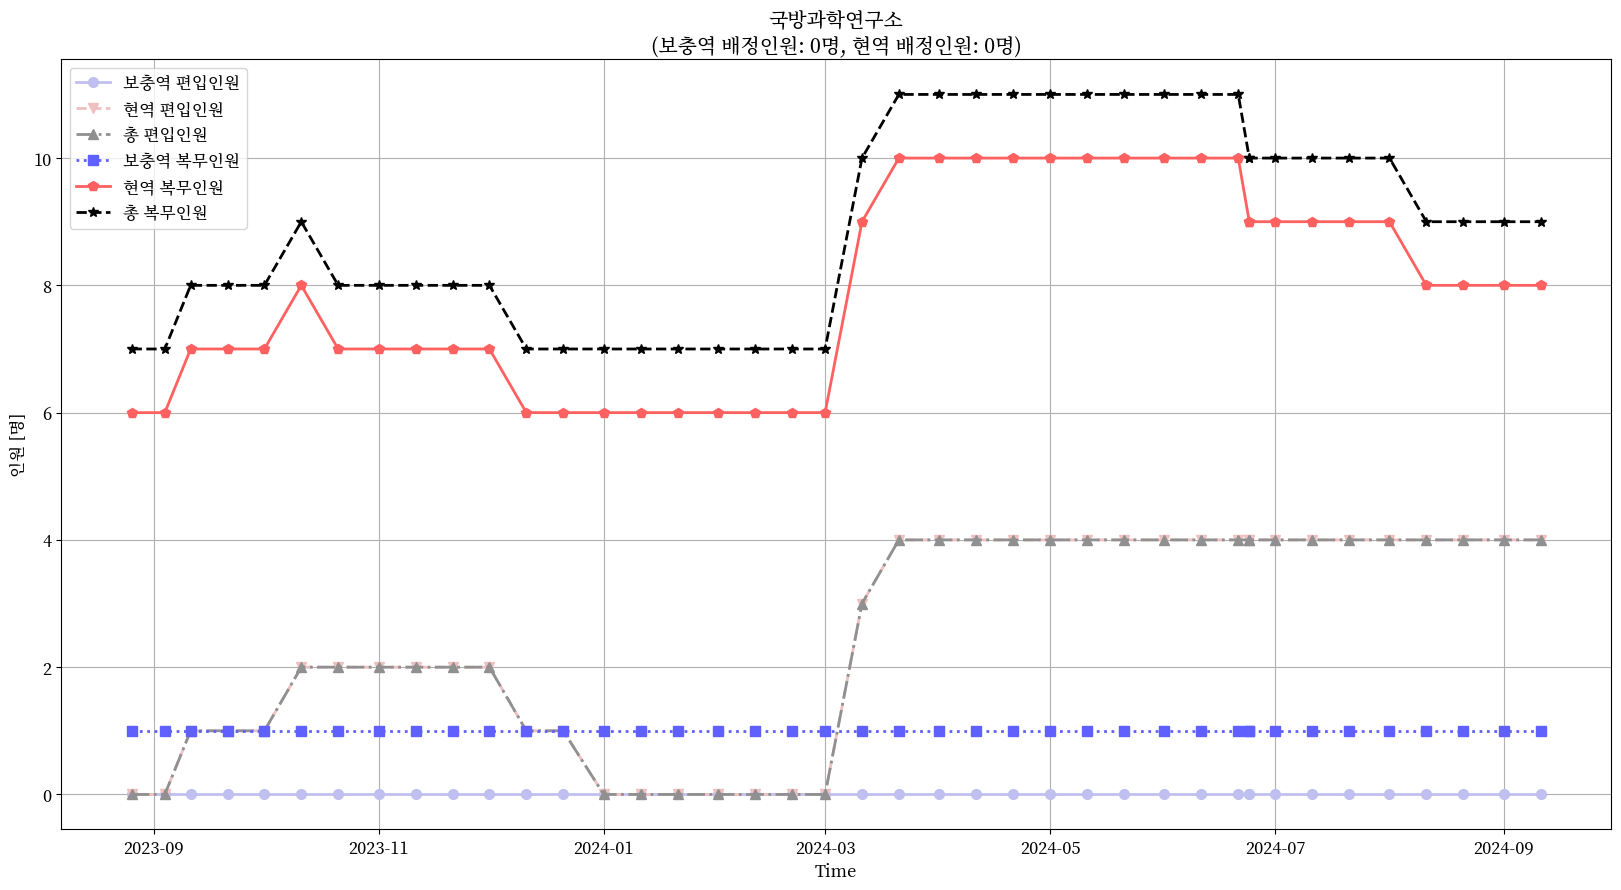 국방과학연구소
(보충역 배정인원: 0명, 현역 배정인원: 0명)
보충역 편입인원
현역 편입인원
총 편입인원
보충역 복무인원
현역 복무인원
총 복무인원
인원 [명]
10
8
6
4
2
0
2023-09
2023-11
2024-01
2024-03
2024-05
2024-07
2024-09
Time